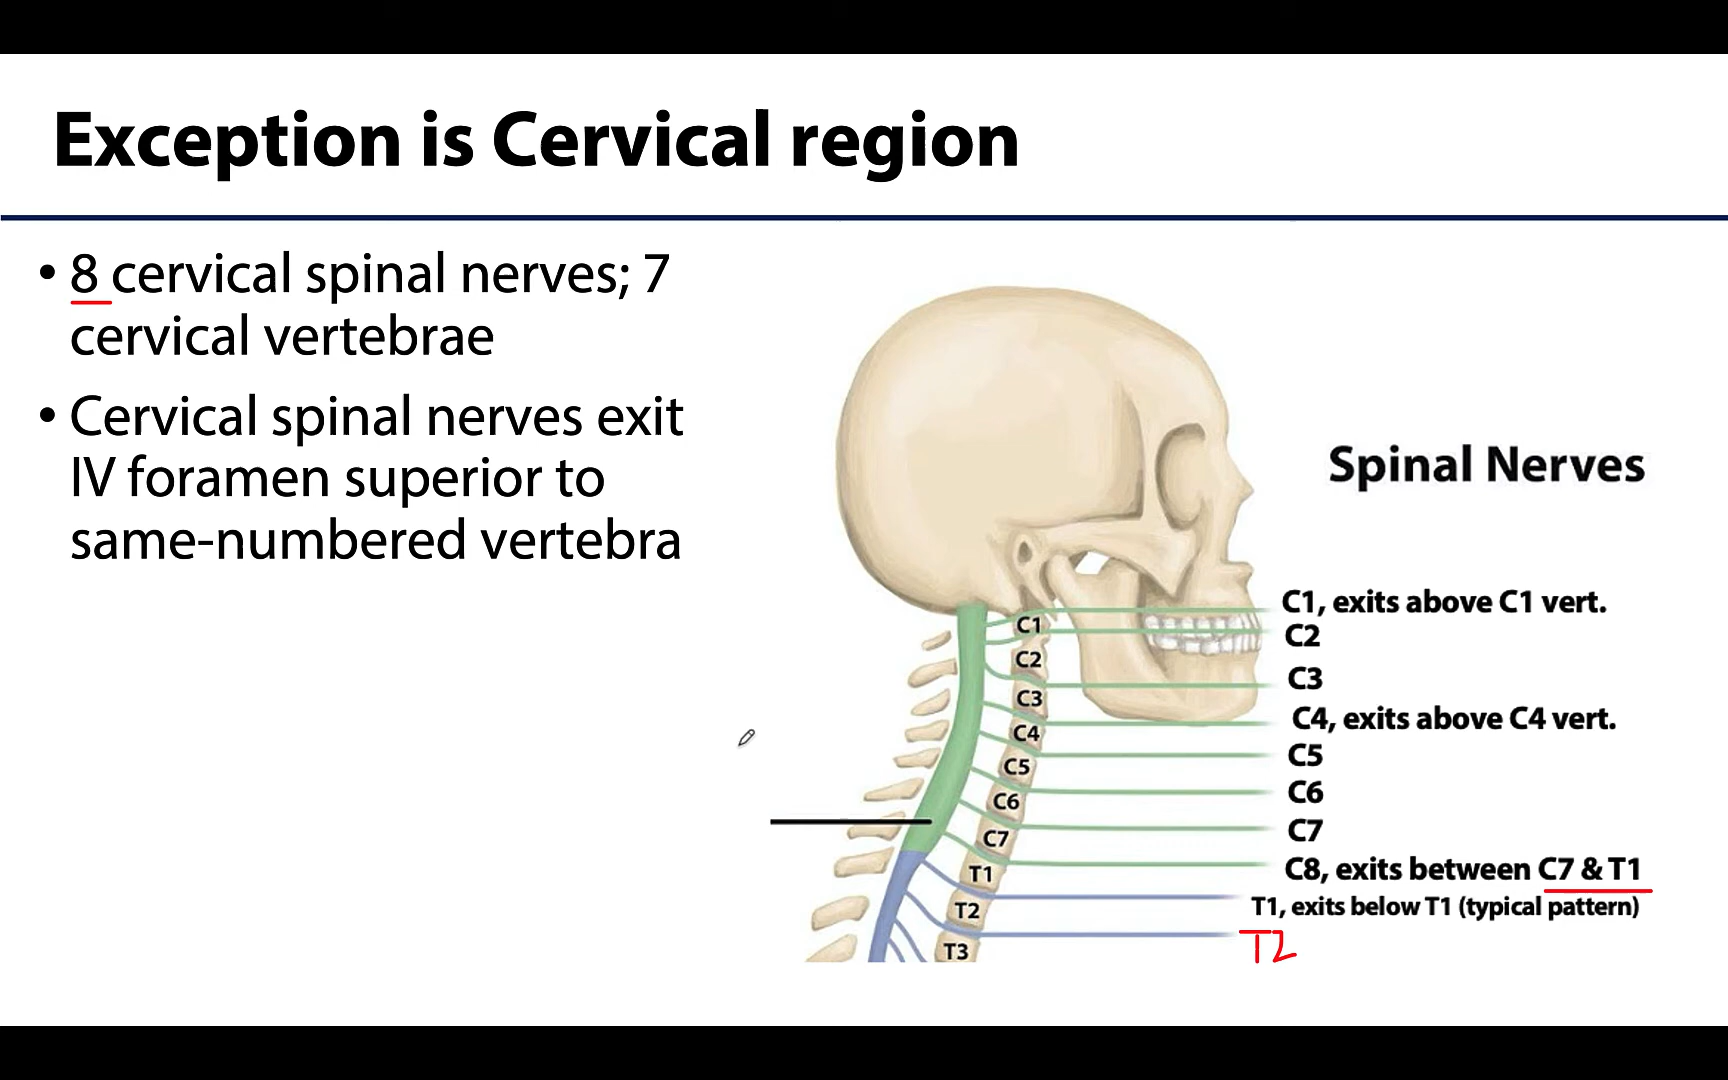 Exception is Cervical region
• 8 cervical spinal nerves; 7
cervical vertebrae
• Cervical spinal nerves exit
IV foramen superior to
same-numbered vertebra
Spinal Nerves
C1, exits above C1 vert.
C2
C3
C4, exits above C4 vert.
C5
C6
C7
C8, exits between C7 & T1
T1, exits below T1 (typical pattern)
T2
C1
C2
C3
C4
C5
C6
C7
T1
T2
T3